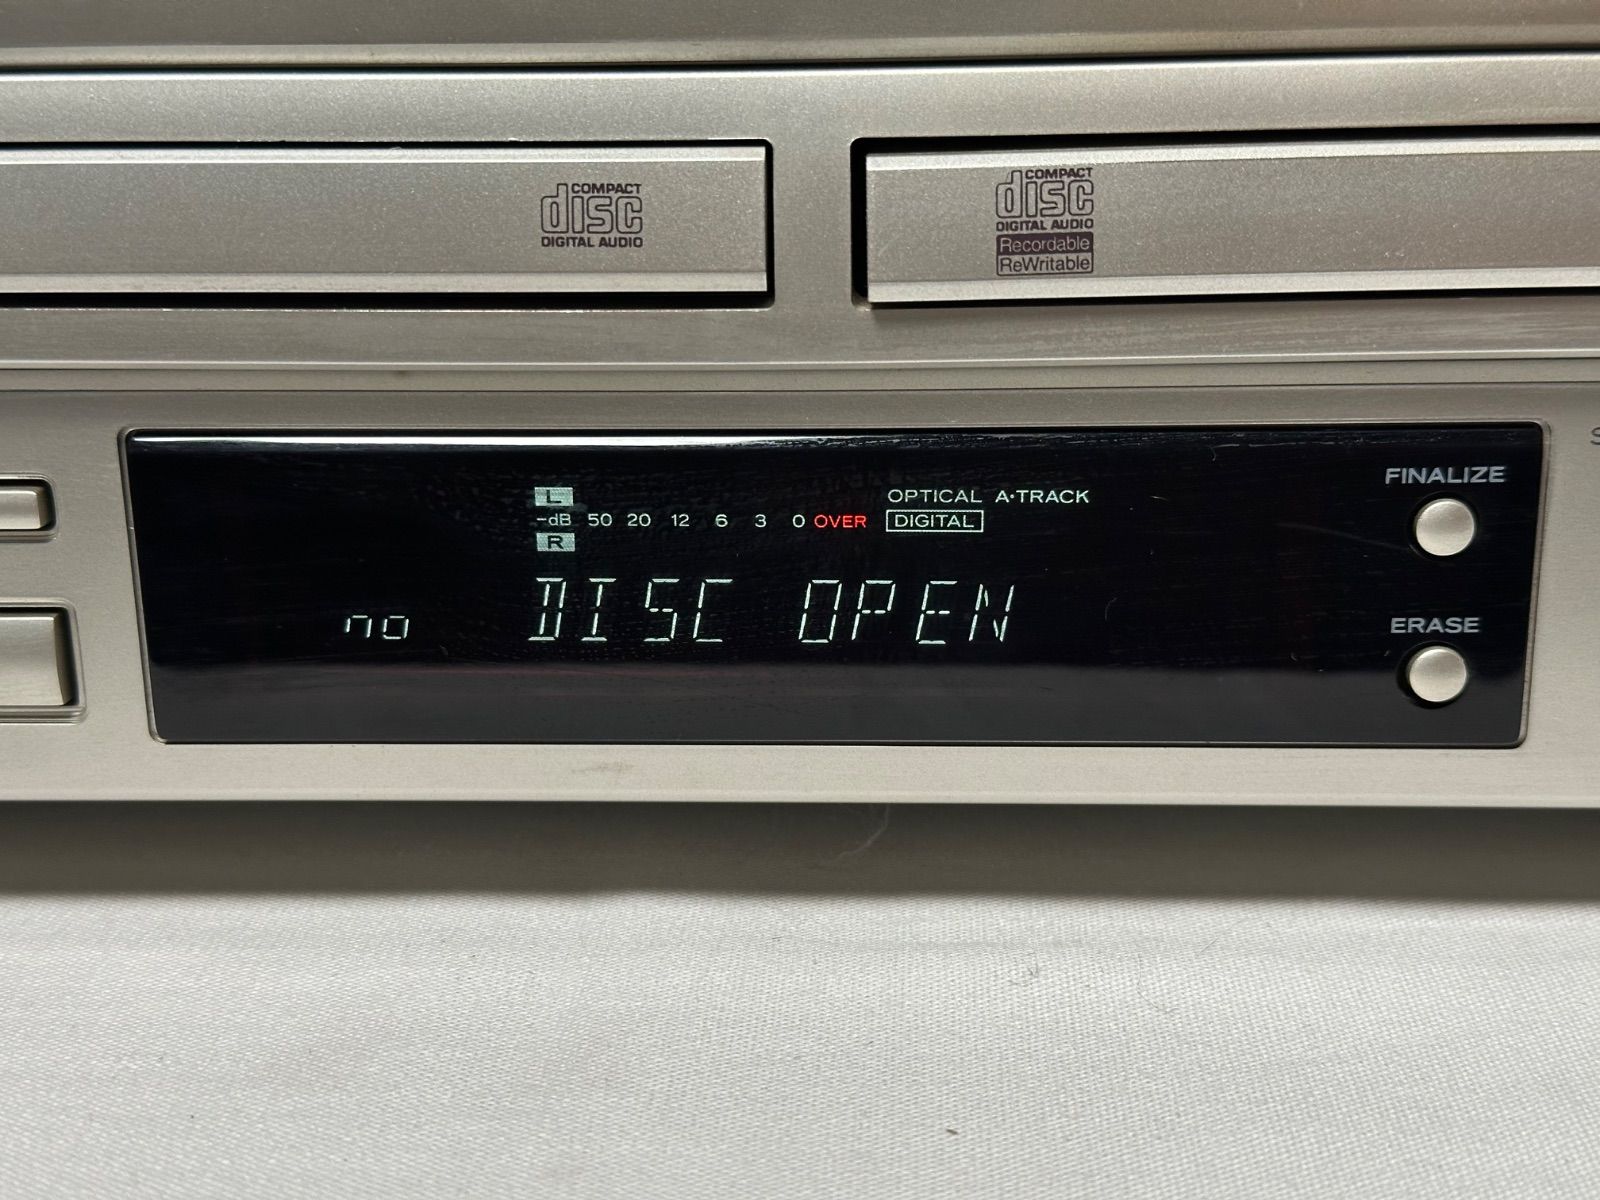 COMPACT
disc
DIGITAL AUDIO
COMPACT
disc
DIGITAL AUDIO
Recordable
ReWritable
FINALIZE
L
OPTICAL A·TRACK
-dB 50 20 12 6 3 0 OVER DIGITAL
R
no DISC OPEN
ERASE